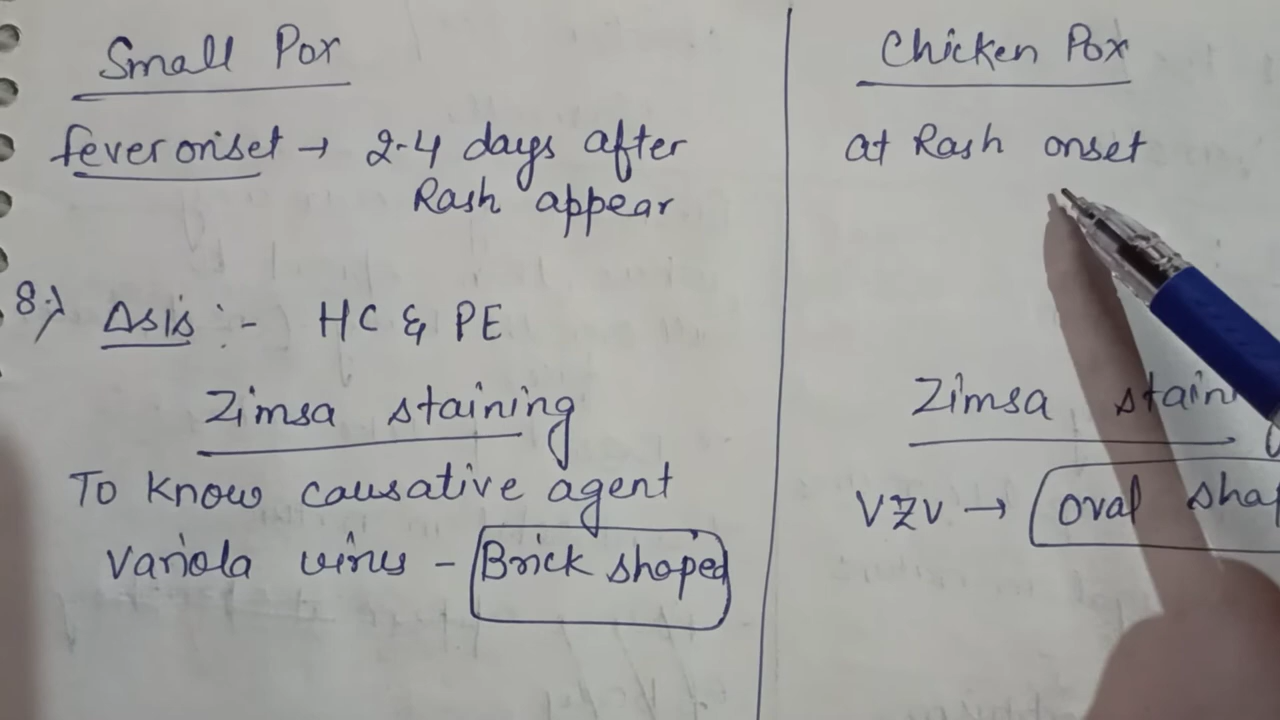 Small Pox
fever onset → 2-4 days after
Rash appear
8.) Δsis :- HC & PE
Zimsa staining
To know causative agent
Variola virus - Brick shaped
Chicken Pox
at Rash onset
Zimsa
VZV → Oval